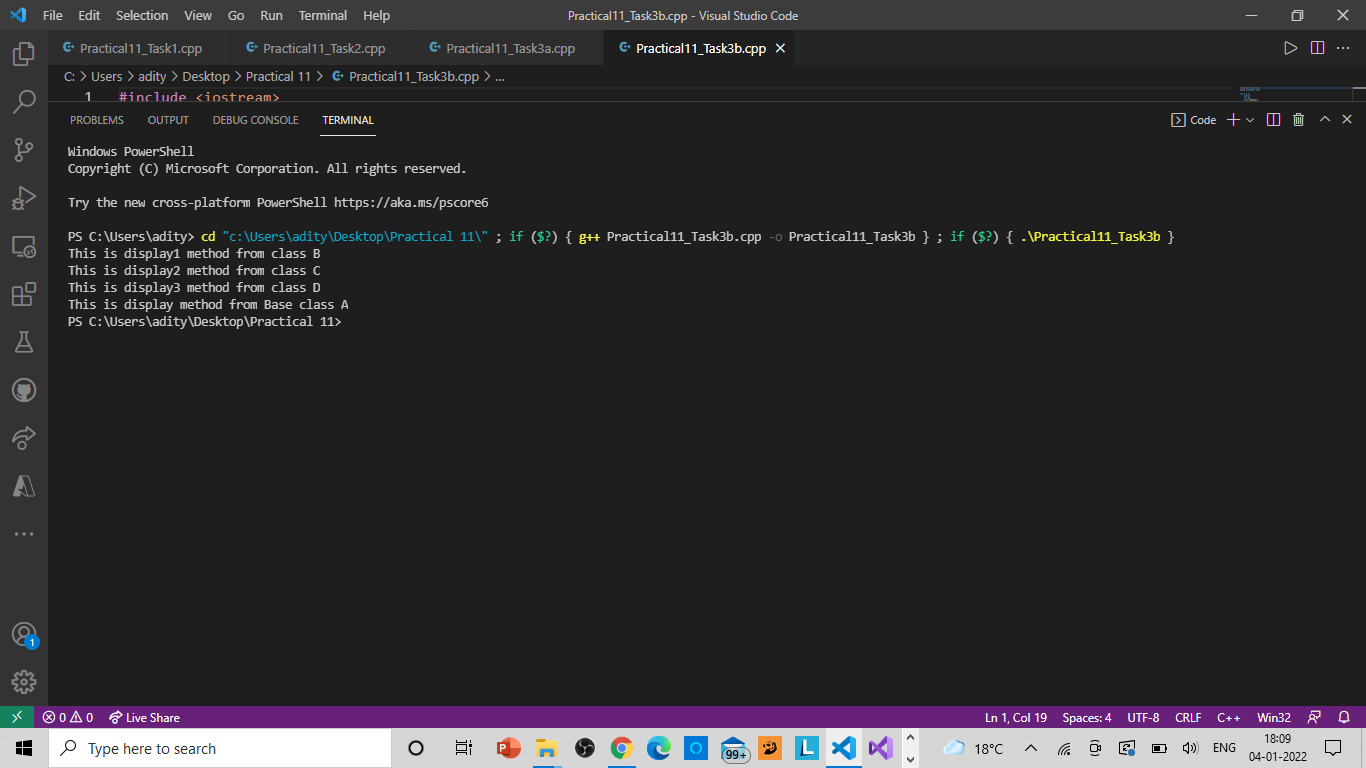 File Edit Selection View Go Run Terminal Help Practical11_Task3b.cpp - Visual Studio Code
Practical11_Task1.cpp Practical11_Task2.cpp Practical11_Task3a.cpp Practical11_Task3b.cpp
C: > Users > adity > Desktop > Practical 11 > Practical11_Task3b.cpp > ...
1 #include <iostream>
PROBLEMS OUTPUT DEBUG CONSOLE TERMINAL Code
Windows PowerShell
Copyright (C) Microsoft Corporation. All rights reserved.
Try the new cross-platform PowerShell https://aka.ms/pscore6
PS C:\Users\adity> cd "c:\Users\adity\Desktop\Practical 11\" ; if ($?) { g++ Practical11_Task3b.cpp -o Practical11_Task3b } ; if ($?) { .\Practical11_Task3b }
This is display1 method from class B
This is display2 method from class C
This is display3 method from class D
This is display method from Base class A
PS C:\Users\adity\Desktop\Practical 11>
1
0 0 Live Share Ln 1, Col 19 Spaces: 4 UTF-8 CRLF C++ Win32
Type here to search 99+ 18°C ENG 18:09
04-01-2022